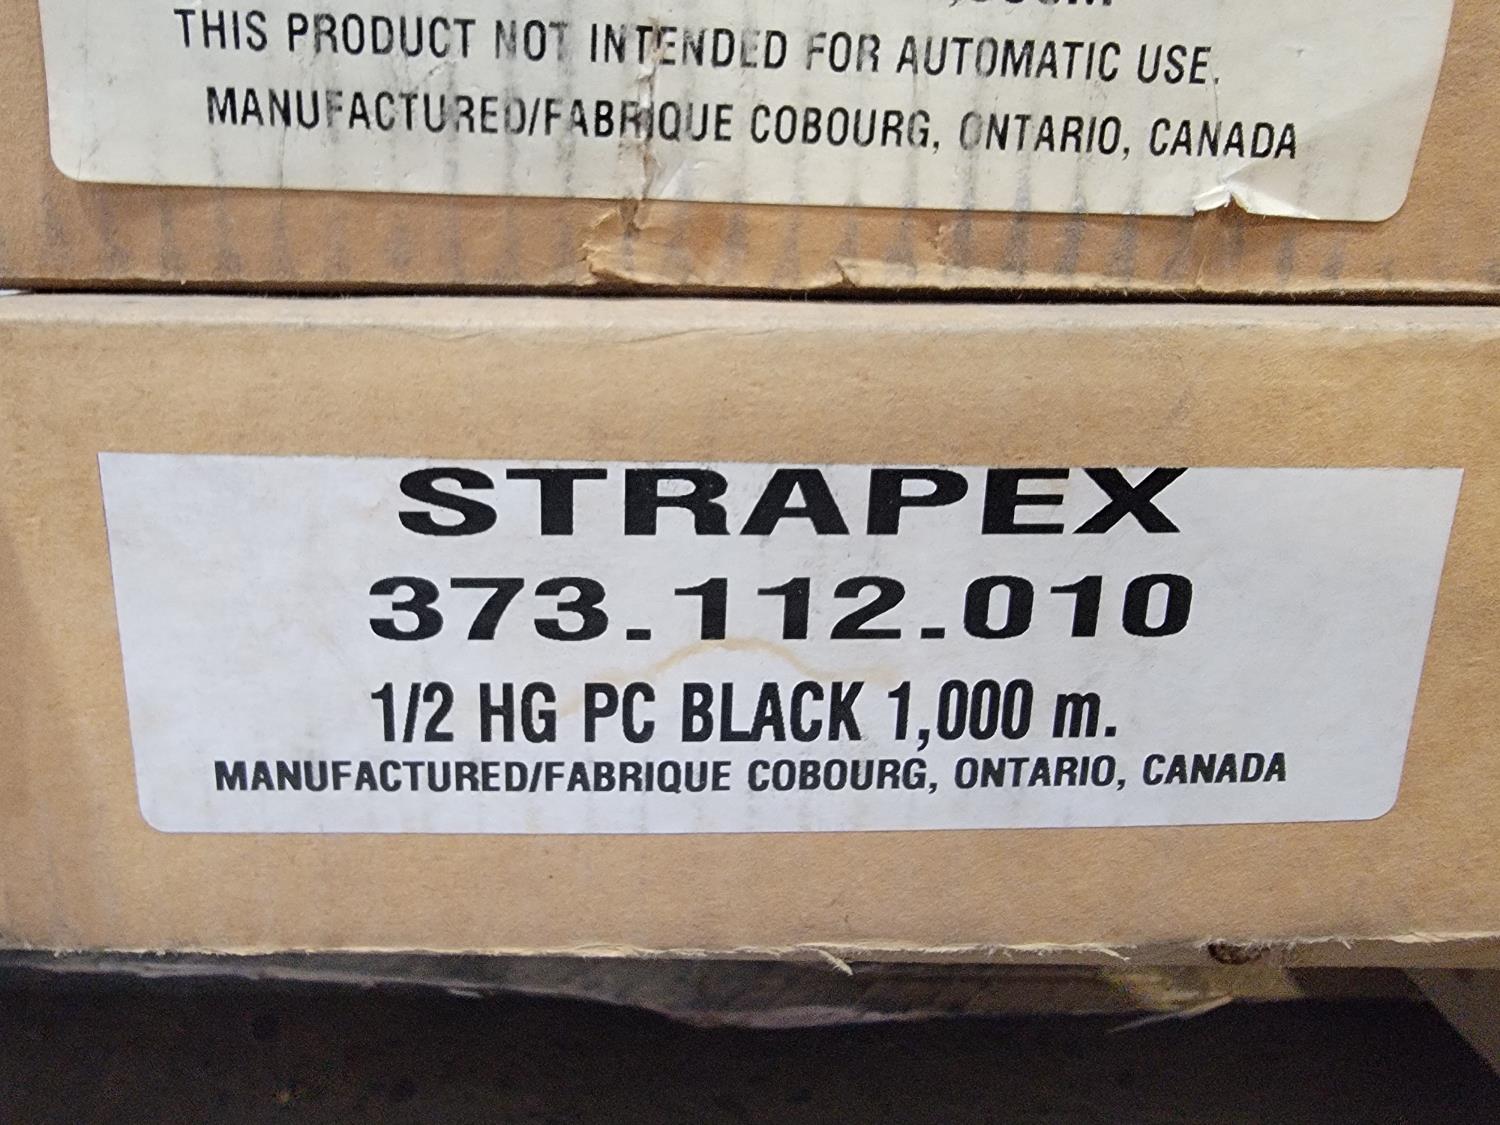 THIS PRODUCT NOT INTENDED FOR AUTOMATIC USE.
MANUFACTURED/FABRIQUE COBOURG, ONTARIO, CANADA
STRAPEX
373.112.010
1/2 HG PC BLACK 1,000 m.
MANUFACTURED/FABRIQUE COBOURG, ONTARIO, CANADA